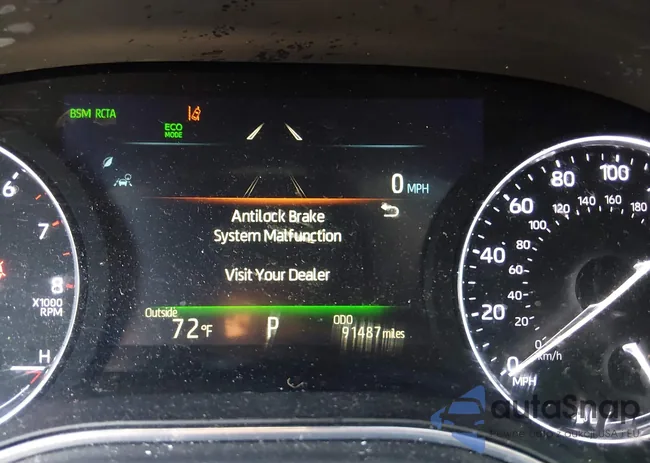 BSM RCTA
ECO
MODE
0 MPH
Antilock Brake
System Malfunction
Visit Your Dealer
Outside
72°F
P
ODO
91487 miles
6
7
8
X1000
RPM
H
100
80
60
40
20
0
MPH
180
160
140
120
100
80
60
40
20
0
km/h
autaSnap